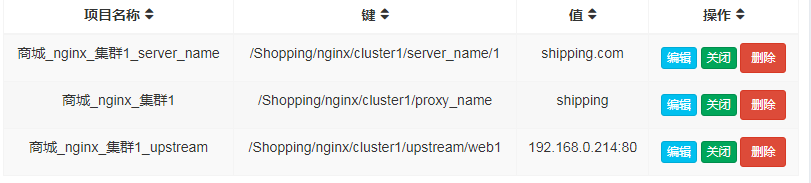 项目名称 键 值 操作
商城_nginx_集群1_server_name /Shopping/nginx/cluster1/server_name/1 shipping.com 编辑 关闭 删除
商城_nginx_集群1 /Shopping/nginx/cluster1/proxy_name shipping 编辑 关闭 删除
商城_nginx_集群1_upstream /Shopping/nginx/cluster1/upstream/web1 192.168.0.214:80 编辑 关闭 删除